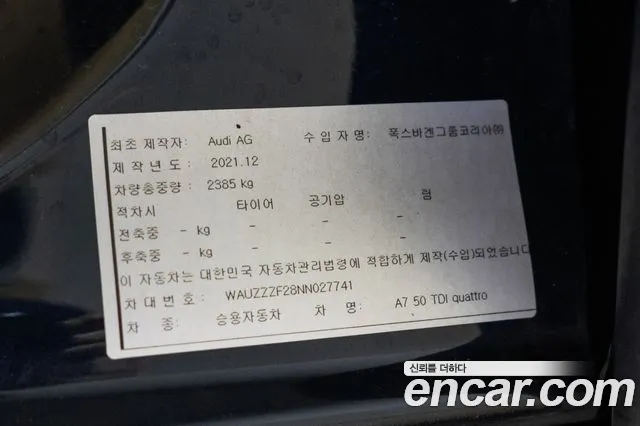 최초 제작자: Audi AG 수 입 자 명: 폭스바겐그룹코리아㈜
제 작 년 도 : 2021.12
차량총중량 : 2385 kg
적차시 타이어 공기압 림
전축중 - kg - - -
후축중 - kg - - -
이 자동차는 대한민국 자동차관리법령에 적합하게 제작(수입)되었습니다
차 대 번 호 : WAUZZZF28NN027741
차 종: 승용자동차 차 명: A7 50 TDI quattro
신뢰를 더하다
encar.com